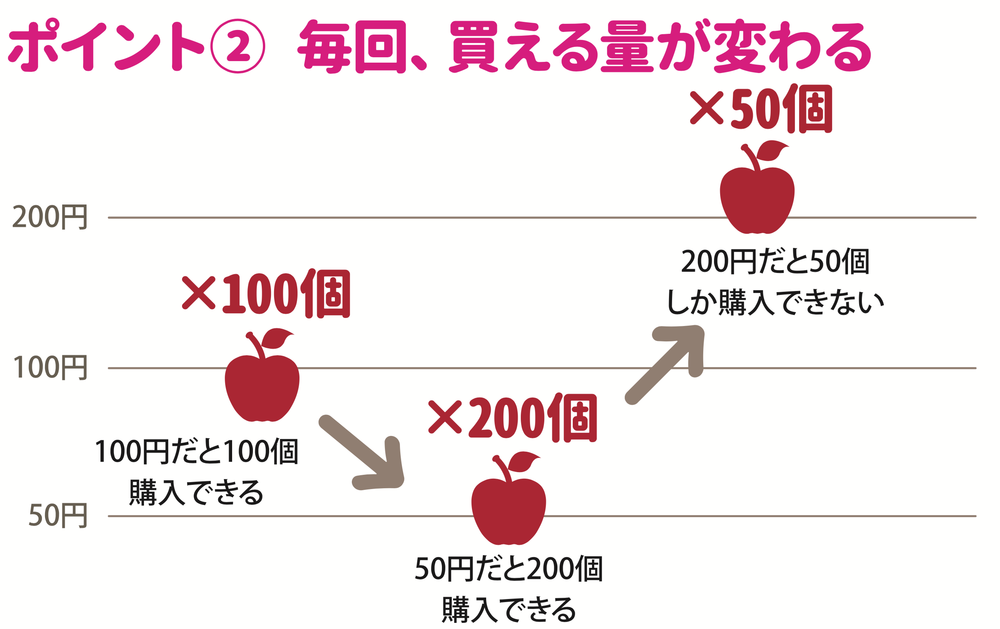 ポイント② 毎回、買える量が変わる
×50個
200円
200円だと50個
しか購入できない
×100個
100円
×200個
100円だと100個
購入できる
50円
50円だと200個
購入できる